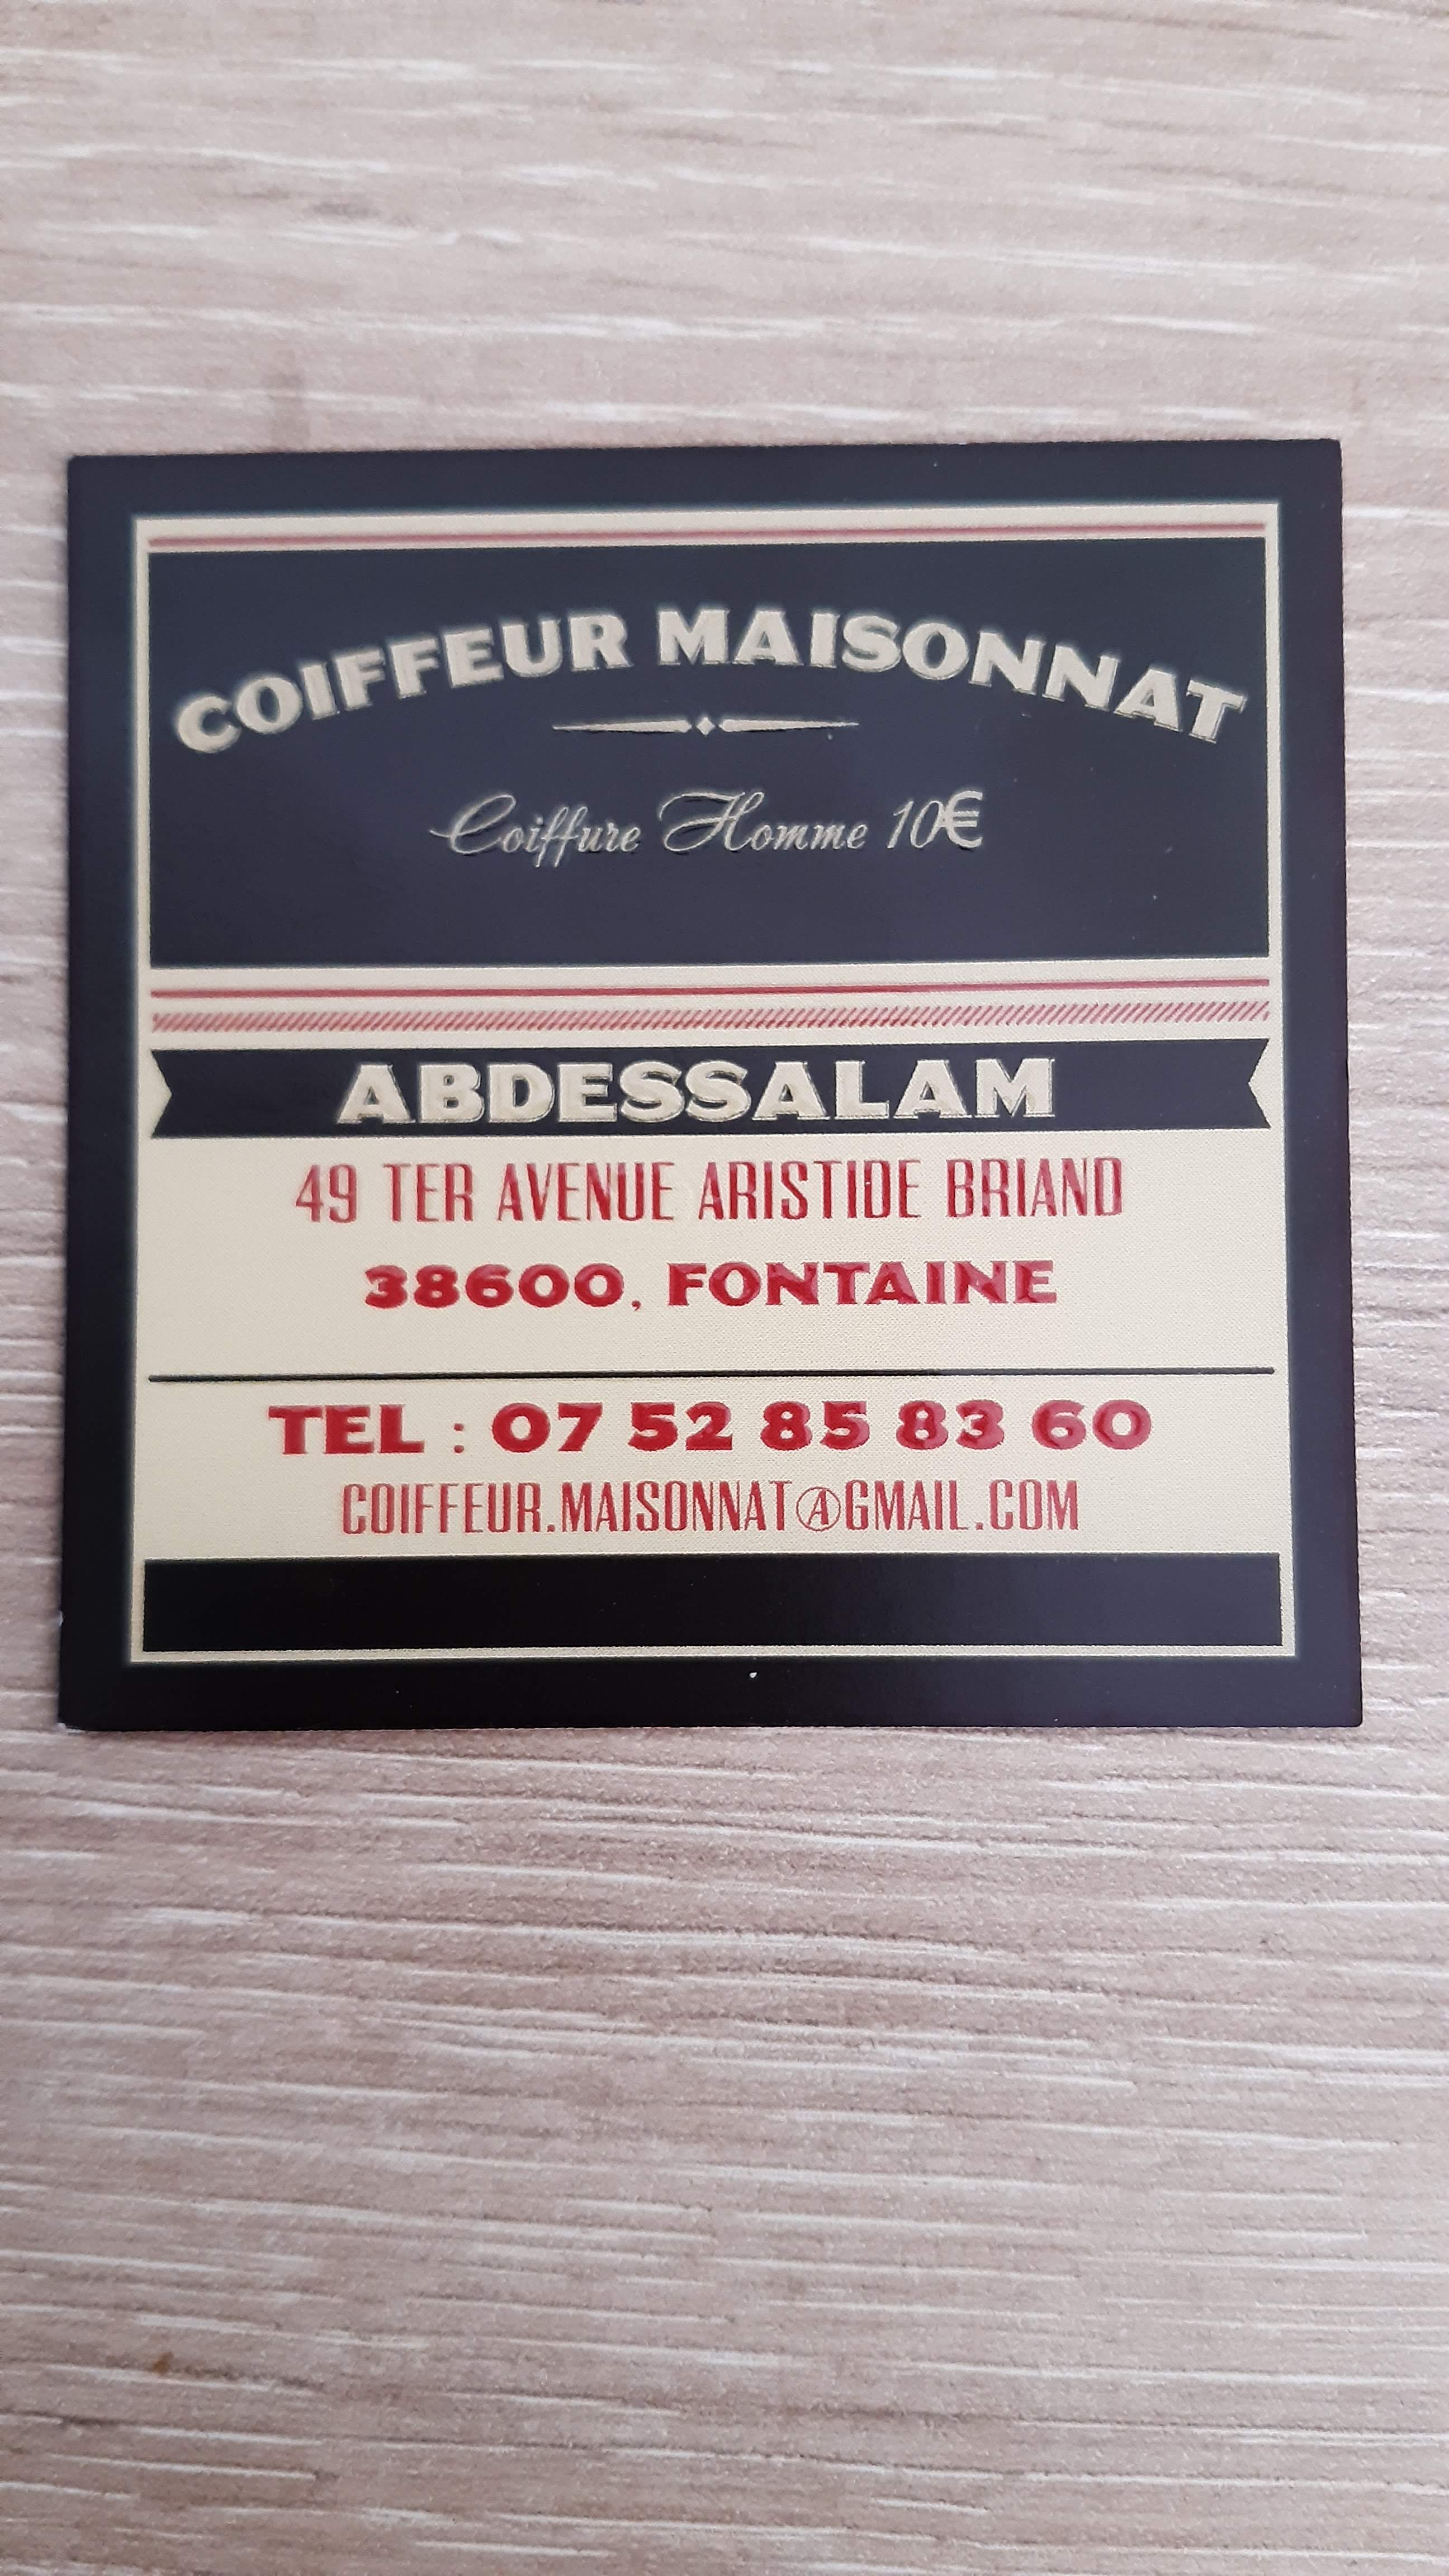 COIFFEUR MAISONNAT
Coiffure Homme 10€
ABDESSALAM
49 TER AVENUE ARISTIDE BRIAND
38600, FONTAINE
TEL : 07 52 85 83 60
COIFFEUR.MAISONNAT@GMAIL.COM